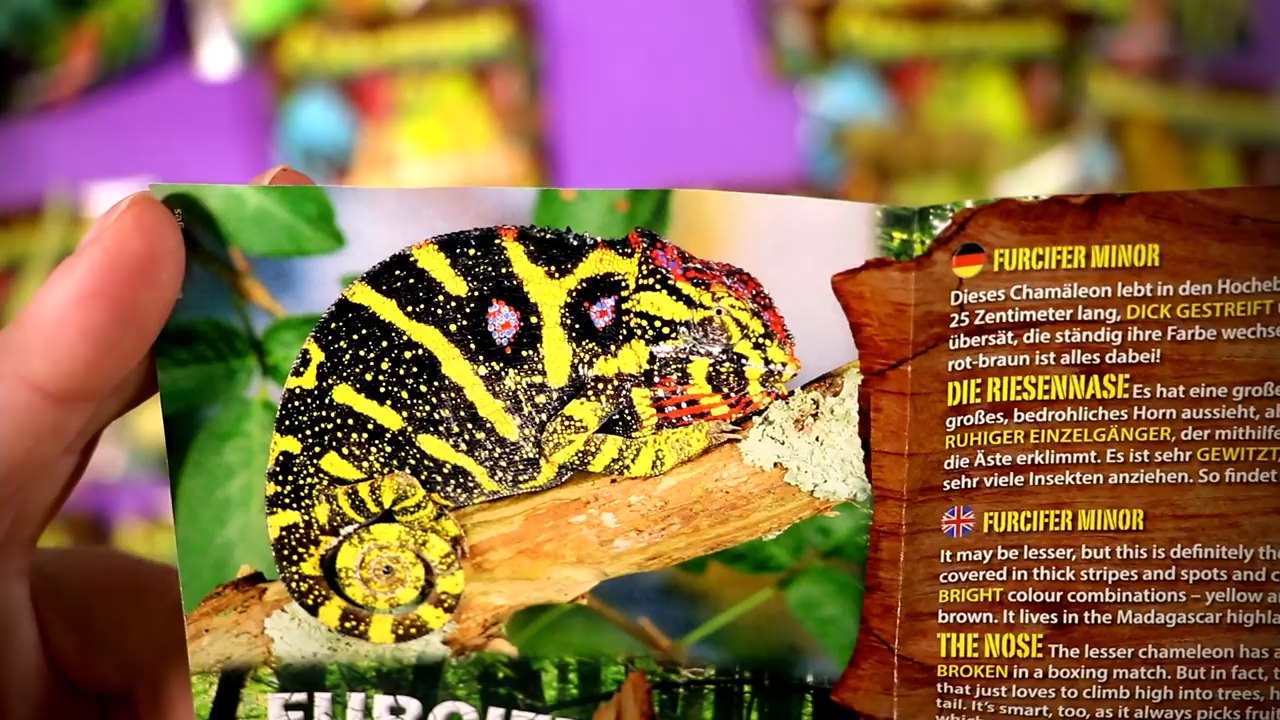 FURCIFER MINOR
Dieses Chamäleon lebt in den Hocheb
25 Zentimeter lang, DICK GESTREIFT
übersät, die ständig ihre Farbe wechse
rot-braun ist alles dabei!
DIE RIESENNASE Es hat eine große
großes, bedrohliches Horn aussieht, al
RUHIGER EINZELGÄNGER, der mithilfe
die Äste erklimmt. Es ist sehr GEWITZT,
sehr viele Insekten anziehen. So findet
FURCIFER MINOR
It may be lesser, but this is definitely the
covered in thick stripes and spots and c
BRIGHT colour combinations – yellow a
brown. It lives in the Madagascar highla
THE NOSE The lesser chameleon has a
BROKEN in a boxing match. But in fact, t
that just loves to climb high into trees, h
tail. It's smart, too, as it always picks fruit
which